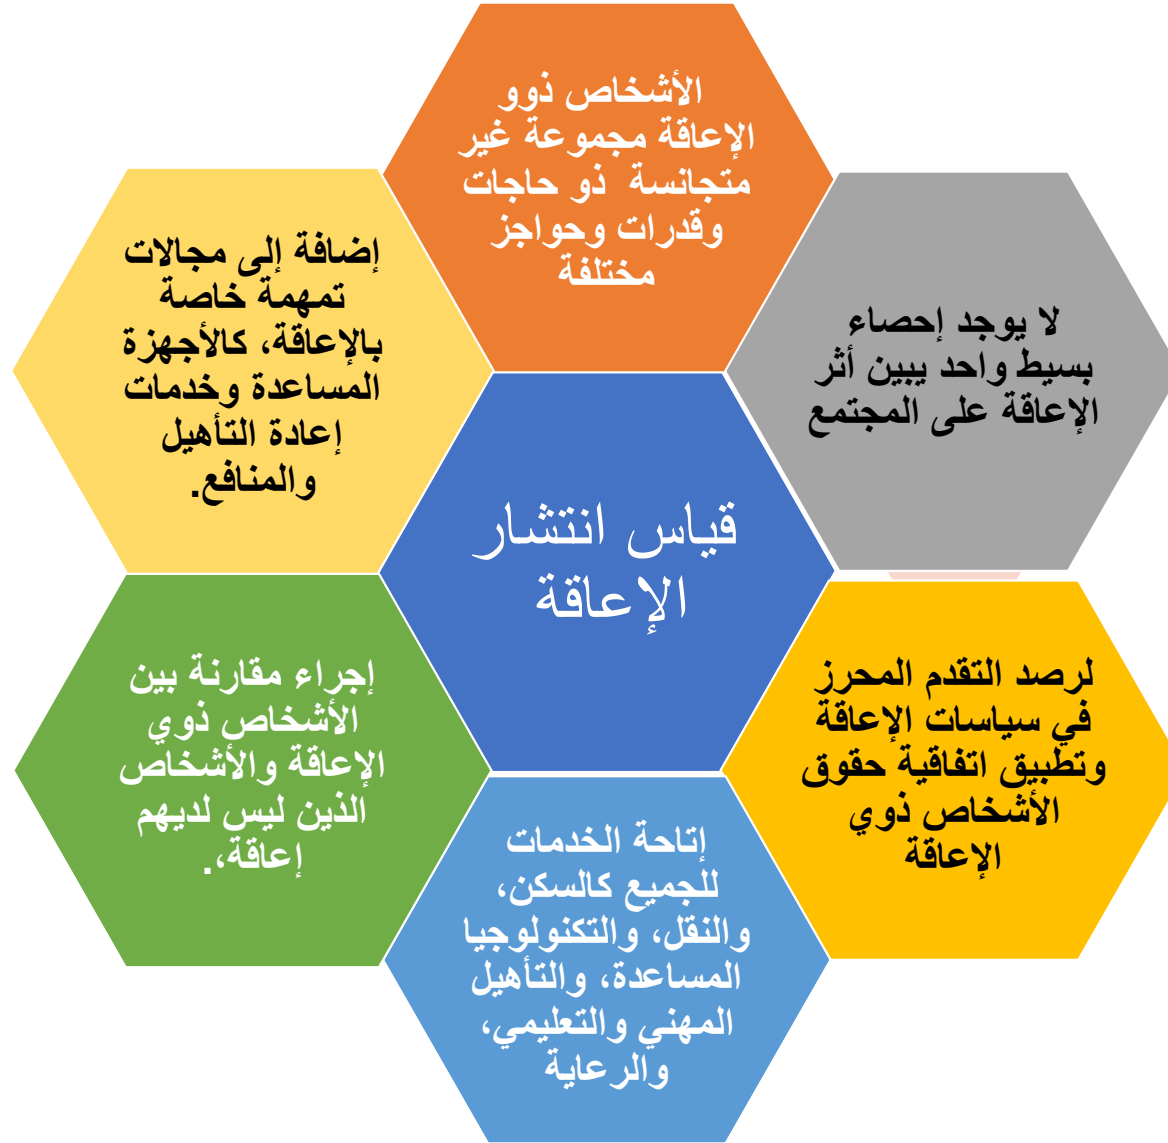 الأشخاص ذوو
الإعاقة مجموعة غير
متجانسة ذو حاجات
وقدرات وحواجز
مختلفة
لا يوجد إحصاء
بسيط واحد يبين أثر
الإعاقة على المجتمع
لرصد التقدم المحرز
في سياسات الإعاقة
وتطبيق اتفاقية حقوق
الأشخاص ذوي
الإعاقة
إتاحة الخدمات
للجميع كالسكن،
والنقل، والتكنولوجيا
المساعدة، والتأهيل
المهني والتعليمي،
والرعاية
إجراء مقارنة بين
الأشخاص ذوي
الإعاقة والأشخاص
الذين ليس لديهم
إعاقة،.
إضافة إلى مجالات
تمهمة خاصة
بالإعاقة، كالأجهزة
المساعدة وخدمات
إعادة التأهيل
والمنافع.
قياس انتشار
الإعاقة